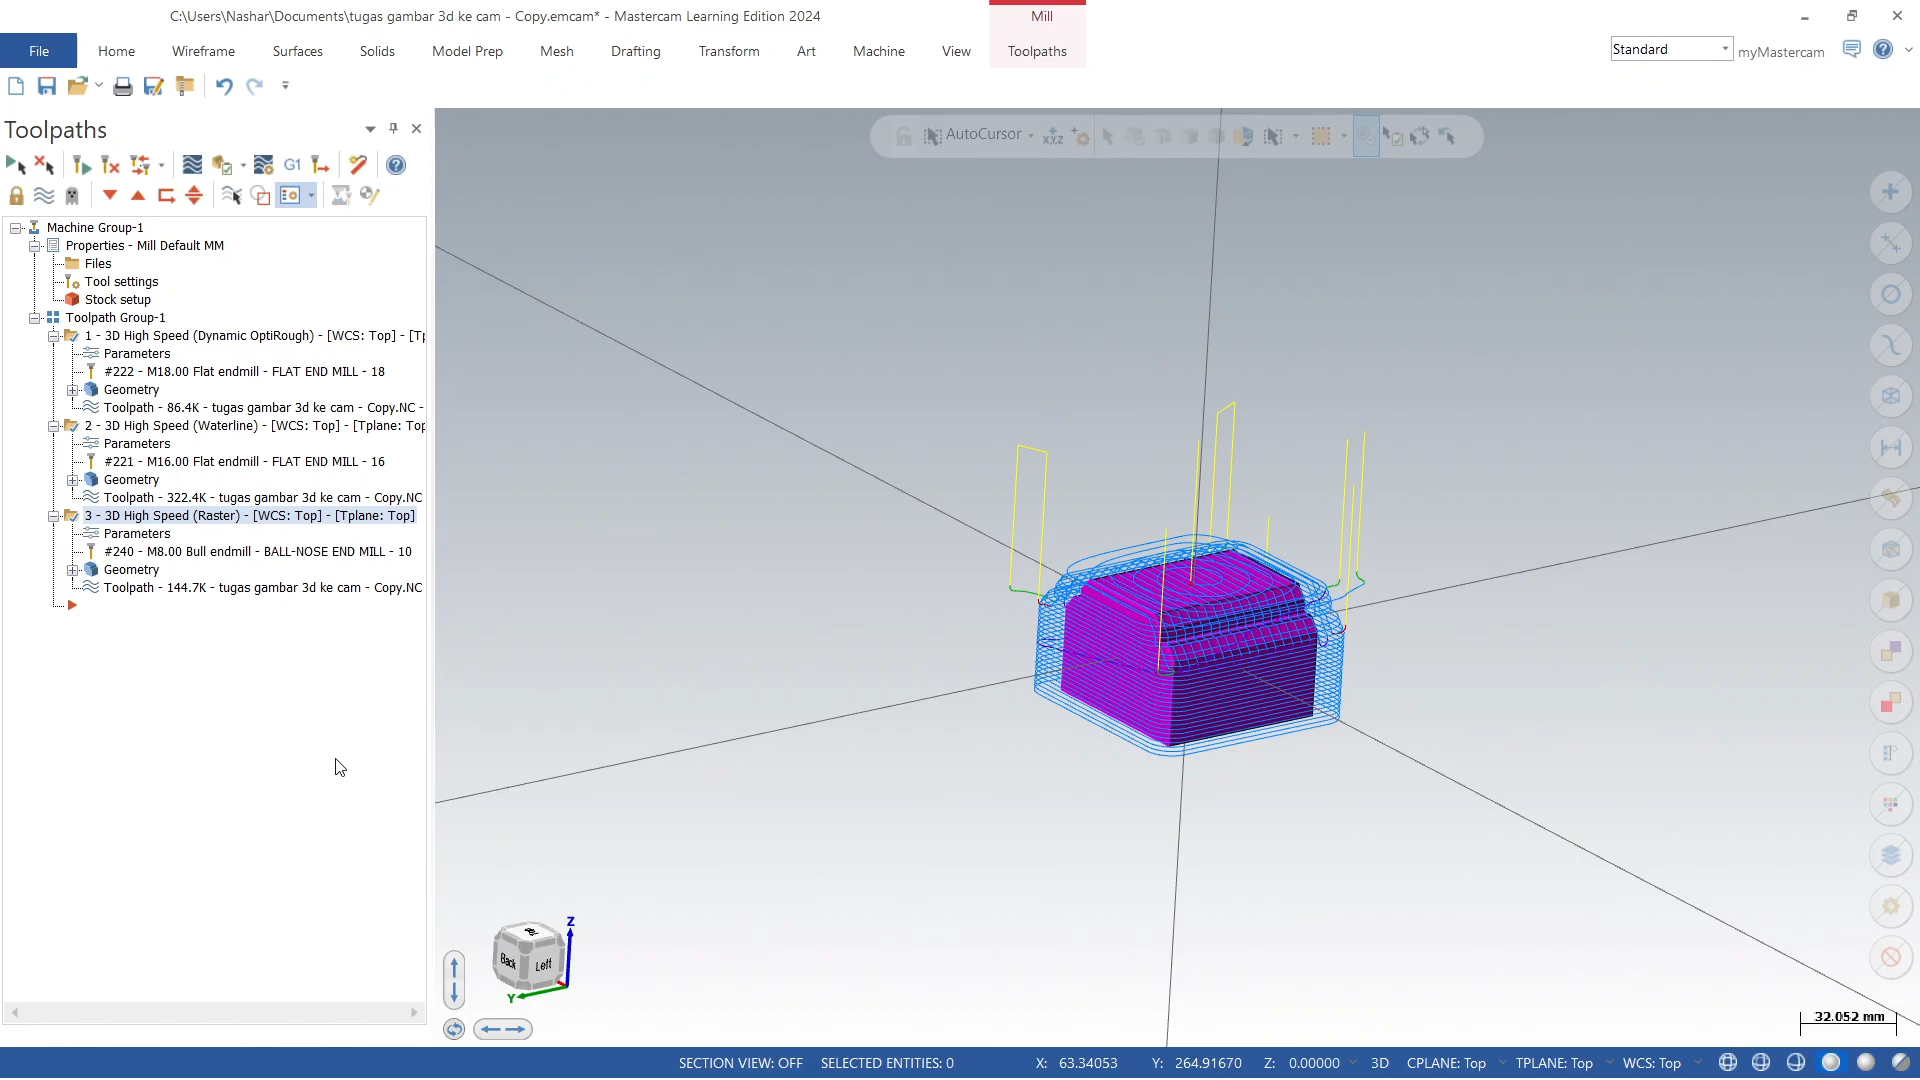 C:\Users\Nashar\Documents\tugas gambar 3d ke cam - Copy.emcam* - Mastercam Learning Edition 2024
Mill
File
Home
Wireframe
Surfaces
Solids
Model Prep
Mesh
Drafting
Transform
Art
Machine
View
Toolpaths
Standard
myMastercam
Toolpaths
AutoCursor
G1
Machine Group-1
Properties - Mill Default MM
Files
Tool settings
Stock setup
Toolpath Group-1
1 - 3D High Speed (Dynamic OptiRough) - [WCS: Top] - [Tp
Parameters
#222 - M18.00 Flat endmill - FLAT END MILL - 18
Geometry
Toolpath - 86.4K - tugas gambar 3d ke cam - Copy.NC -
2 - 3D High Speed (Waterline) - [WCS: Top] - [Tplane: Top
Parameters
#221 - M16.00 Flat endmill - FLAT END MILL - 16
Geometry
Toolpath - 322.4K - tugas gambar 3d ke cam - Copy.NC
3 - 3D High Speed (Raster) - [WCS: Top] - [Tplane: Top]
Parameters
#240 - M8.00 Bull endmill - BALL-NOSE END MILL - 10
Geometry
Toolpath - 144.7K - tugas gambar 3d ke cam - Copy.NC
Z
Back
Left
Y
32.052 mm
SECTION VIEW: OFF
SELECTED ENTITIES: 0
X: 63.34053
Y: 264.91670
Z: 0.00000
3D
CPLANE: Top
TPLANE: Top
WCS: Top